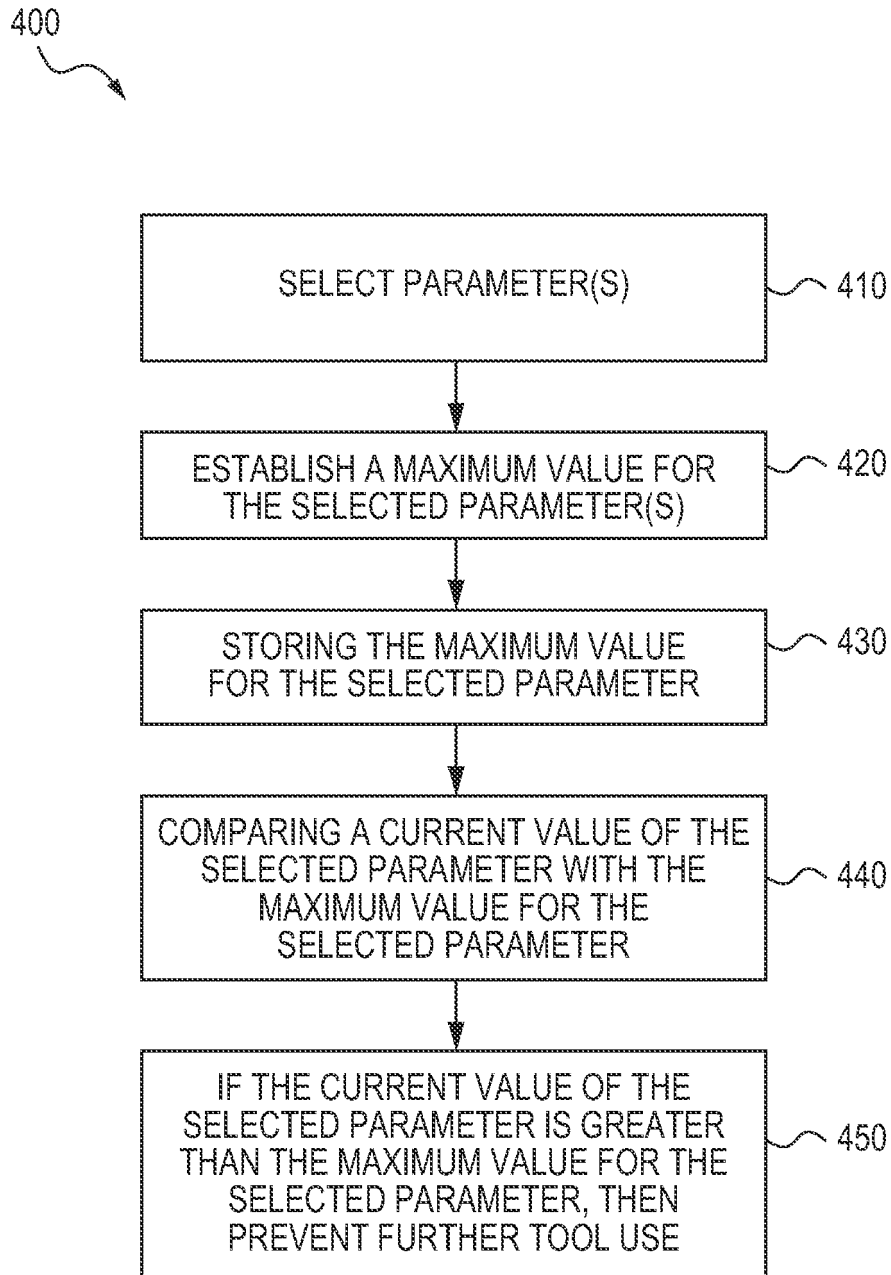 400
SELECT PARAMETER(S)
410
ESTABLISH A MAXIMUM VALUE FOR
THE SELECTED PARAMETER(S)
420
STORING THE MAXIMUM VALUE
FOR THE SELECTED PARAMETER
430
COMPARING A CURRENT VALUE OF THE
SELECTED PARAMETER WITH THE
MAXIMUM VALUE FOR THE
SELECTED PARAMETER
440
IF THE CURRENT VALUE OF THE
SELECTED PARAMETER IS GREATER
THAN THE MAXIMUM VALUE FOR THE
SELECTED PARAMETER, THEN
PREVENT FURTHER TOOL USE
450